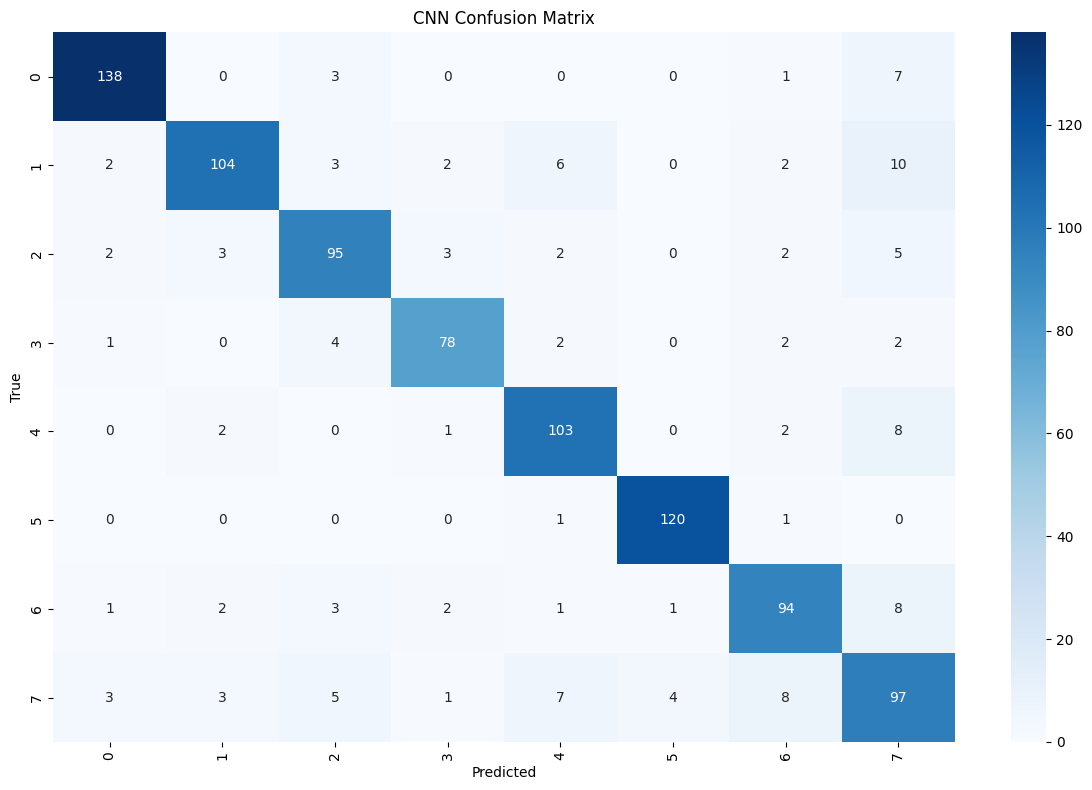 CNN Confusion Matrix
0 138 0 3 0 0 0 1 7
1 2 104 3 2 6 0 2 10
2 2 3 95 3 2 0 2 5
3 1 0 4 78 2 0 2 2
4 0 2 0 1 103 0 2 8
5 0 0 0 0 1 120 1 0
6 1 2 3 2 1 1 94 8
7 3 3 5 1 7 4 8 97
True
0 1 2 3 4 5 6 7
Predicted
120
100
80
60
40
20
0